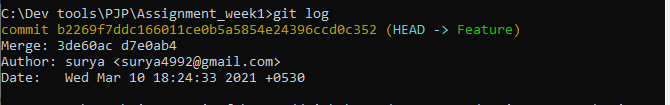 C:\Dev tools\PJP\Assignment_week1>git log
commit b2269f7ddc166011ce0b5a5854e24396ccd0c352 (HEAD -> Feature)
Merge: 3de60ac d7e0ab4
Author: surya <surya4992@gmail.com>
Date:   Wed Mar 10 18:24:33 2021 +0530